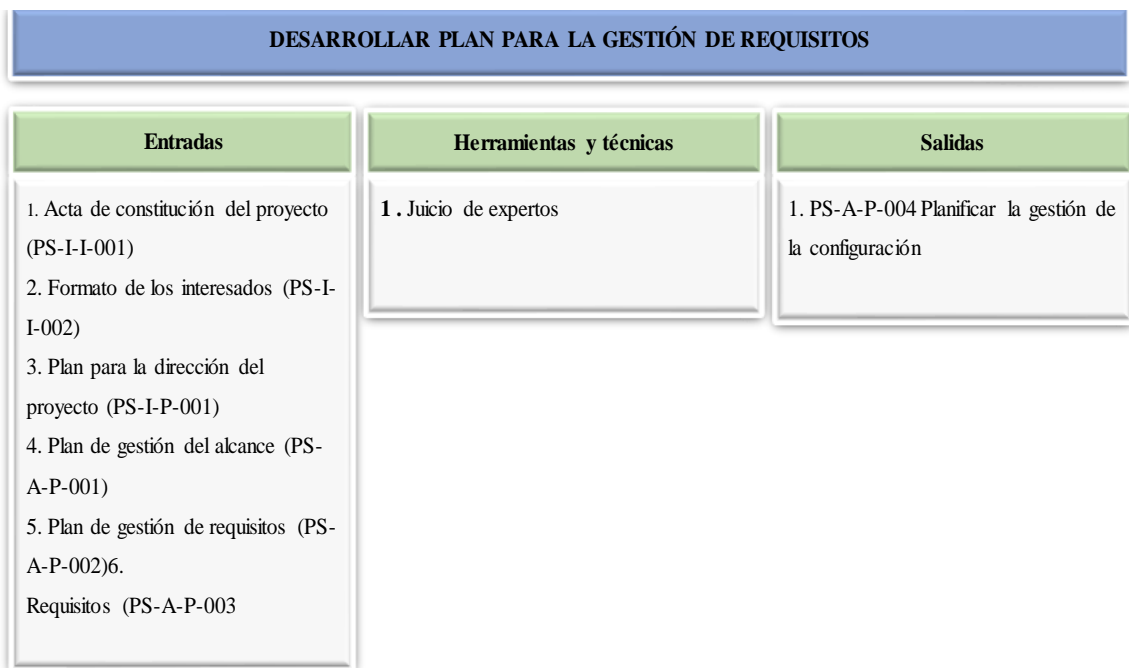 DESARROLLAR PLAN PARA LA GESTIÓN DE REQUISITOS
Entradas
1. Acta de constitución del proyecto
(PS-I-I-001)
2. Formato de los interesados (PS-I-
I-002)
3. Plan para la dirección del
proyecto (PS-I-P-001)
4. Plan de gestión del alcance (PS-
A-P-001)
5. Plan de gestión de requisitos (PS-
A-P-002)6.
Requisitos (PS-A-P-003
Herramientas y técnicas
1 . Juicio de expertos
Salidas
1. PS-A-P-004 Planificar la gestión de
la configuración